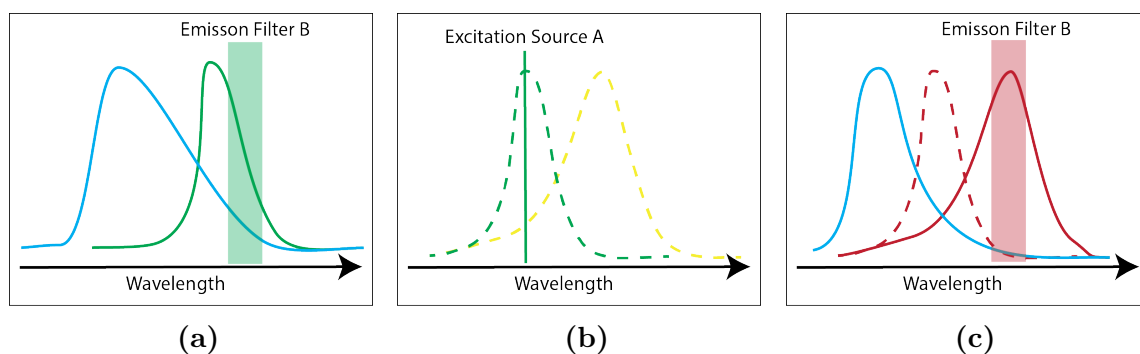 Emisson Filter B
Wavelength
(a)
Excitation Source A
Wavelength
(b)
Emisson Filter B
Wavelength
(c)